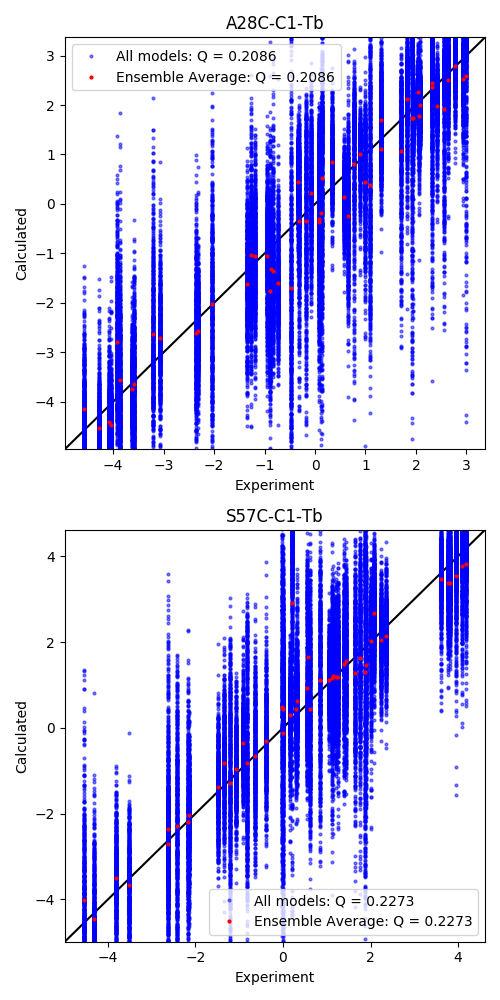 A28C-C1-Tb
All models: Q = 0.2086
Ensemble Average: Q = 0.2086
3
2
1
0
−1
−2
−3
−4
Calculated
−4 −3 −2 −1 0 1 2 3
Experiment
S57C-C1-Tb
4
2
0
−2
−4
Calculated
All models: Q = 0.2273
Ensemble Average: Q = 0.2273
−4 −2 0 2 4
Experiment